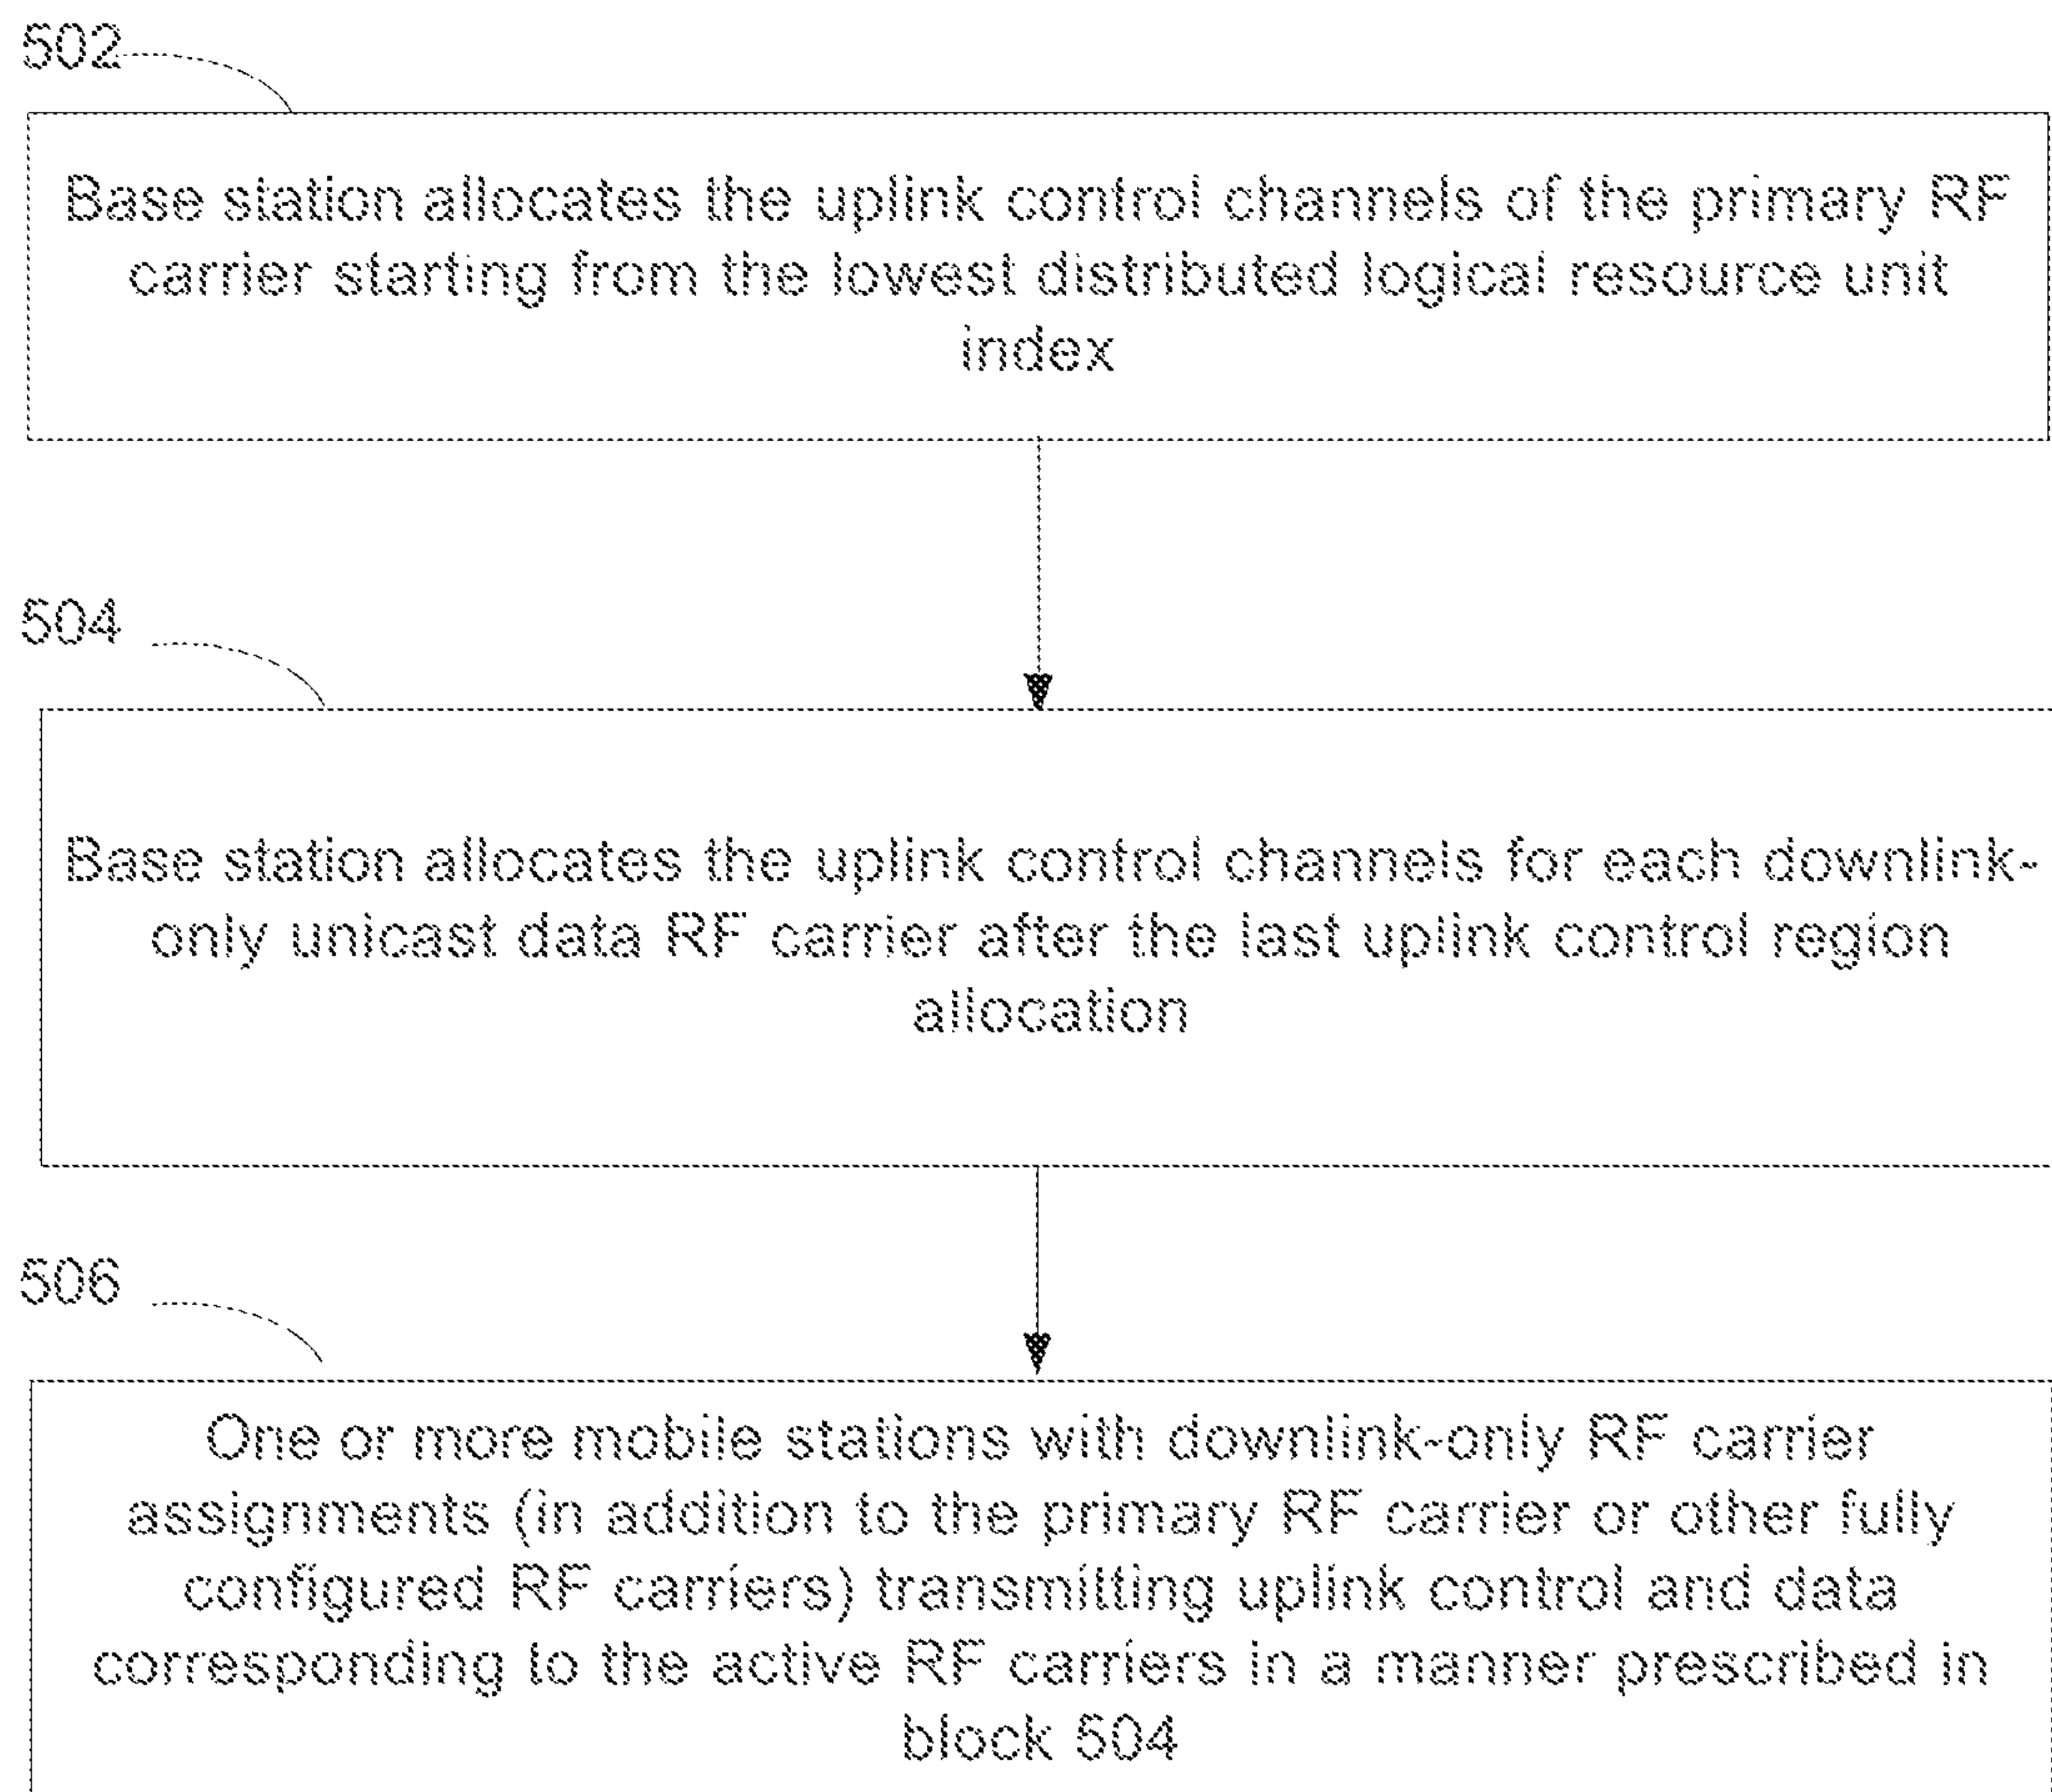 502
Base station allocates the uplink control channels of the primary RF
carrier starting from the lowest distributed logical resource unit
index
504
Base station allocates the uplink control channels for each downlink-
only unicast data RF carrier after the last uplink control region
allocation
506
One or more mobile stations with downlink-only RF carrier
assignments (in addition to the primary RF carrier or other fully
configured RF carriers) transmitting uplink control and data
corresponding to the active RF carriers in a manner prescribed in
block 504